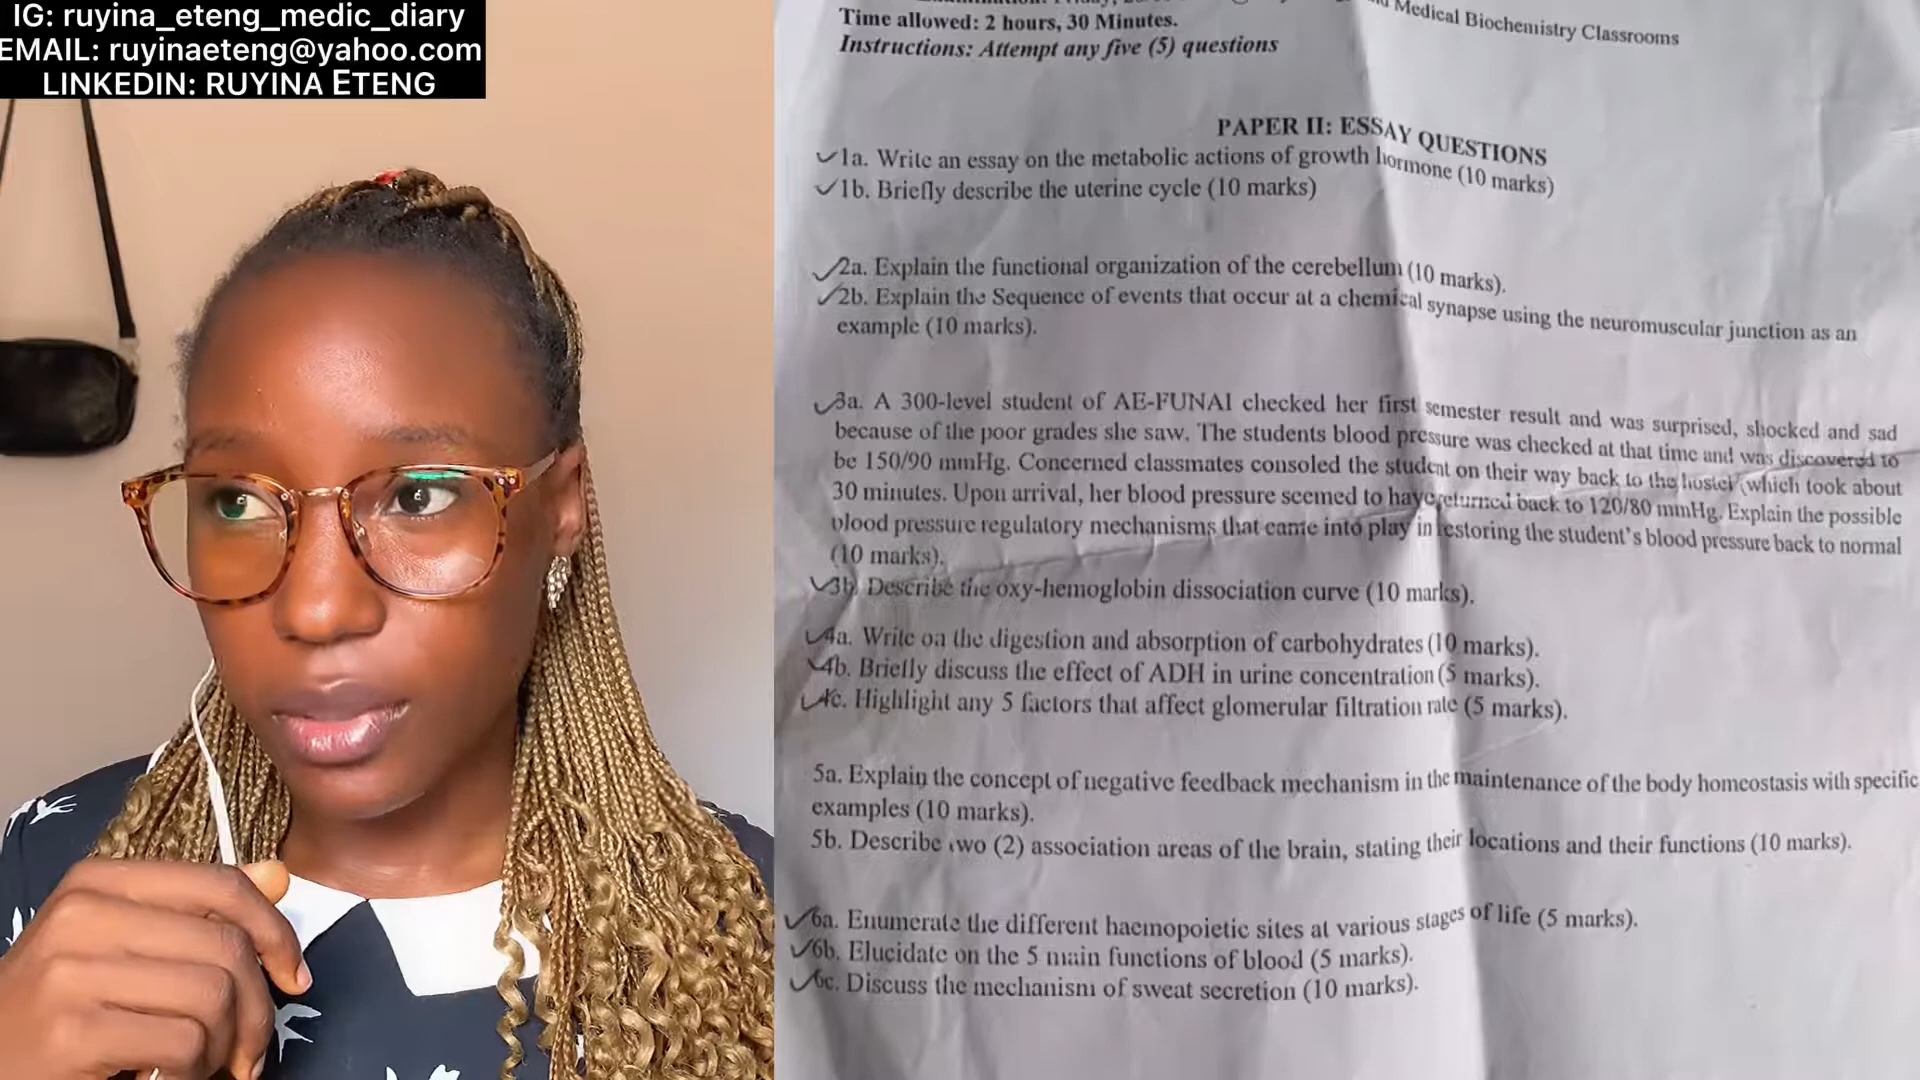 IG: ruyina_eteng_medic_diary
EMAIL: ruyinaeteng@yahoo.com
LINKEDIN: RUYINA ETENG
Medical Biochemistry Classrooms
Time allowed: 2 hours, 30 Minutes.
Instructions: Attempt any five (5) questions
PAPER II: ESSAY QUESTIONS
1a. Write an essay on the metabolic actions of growth hormone (10 marks)
1b. Briefly describe the uterine cycle (10 marks)
2a. Explain the functional organization of the cerebellum (10 marks).
2b. Explain the Sequence of events that occur at a chemical synapse using the neuromuscular junction as an
example (10 marks).
3a. A 300-level student of AE-FUNAI checked her first semester result and was surprised, shocked and sad
because of the poor grades she saw. The students blood pressure was checked at that time and was discovered to
be 150/90 mmHg. Concerned classmates consoled the student on their way back to the hostel (which took about
30 minutes. Upon arrival, her blood pressure seemed to have returned back to 120/80 mmHg. Explain the possible
blood pressure regulatory mechanisms that came into play in restoring the student's blood pressure back to normal
(10 marks).
3b. Describe the oxy-hemoglobin dissociation curve (10 marks).
4a. Write on the digestion and absorption of carbohydrates (10 marks).
4b. Briefly discuss the effect of ADH in urine concentration (5 marks).
4c. Highlight any 5 factors that affect glomerular filtration rate (5 marks).
5a. Explain the concept of negative feedback mechanism in the maintenance of the body homeostasis with specific
examples (10 marks).
5b. Describe two (2) association areas of the brain, stating their locations and their functions (10 marks).
6a. Enumerate the different haemopoietic sites at various stages of life (5 marks).
6b. Elucidate on the 5 main functions of blood (5 marks).
6c. Discuss the mechanism of sweat secretion (10 marks).